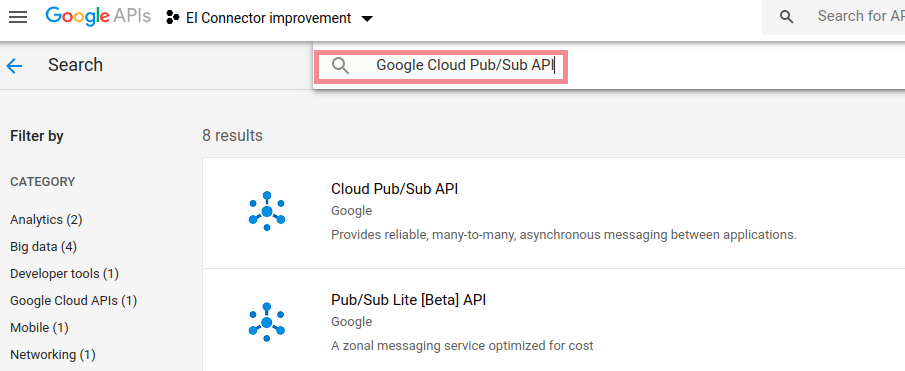 Google APIs
EI Connector improvement
Search for AP
Search
Google Cloud Pub/Sub API
Filter by
8 results
CATEGORY
Analytics (2)
Big data (4)
Developer tools (1)
Google Cloud APIs (1)
Mobile (1)
Networking (1)
Cloud Pub/Sub API
Google
Provides reliable, many-to-many, asynchronous messaging between applications.
Pub/Sub Lite [Beta] API
Google
A zonal messaging service optimized for cost